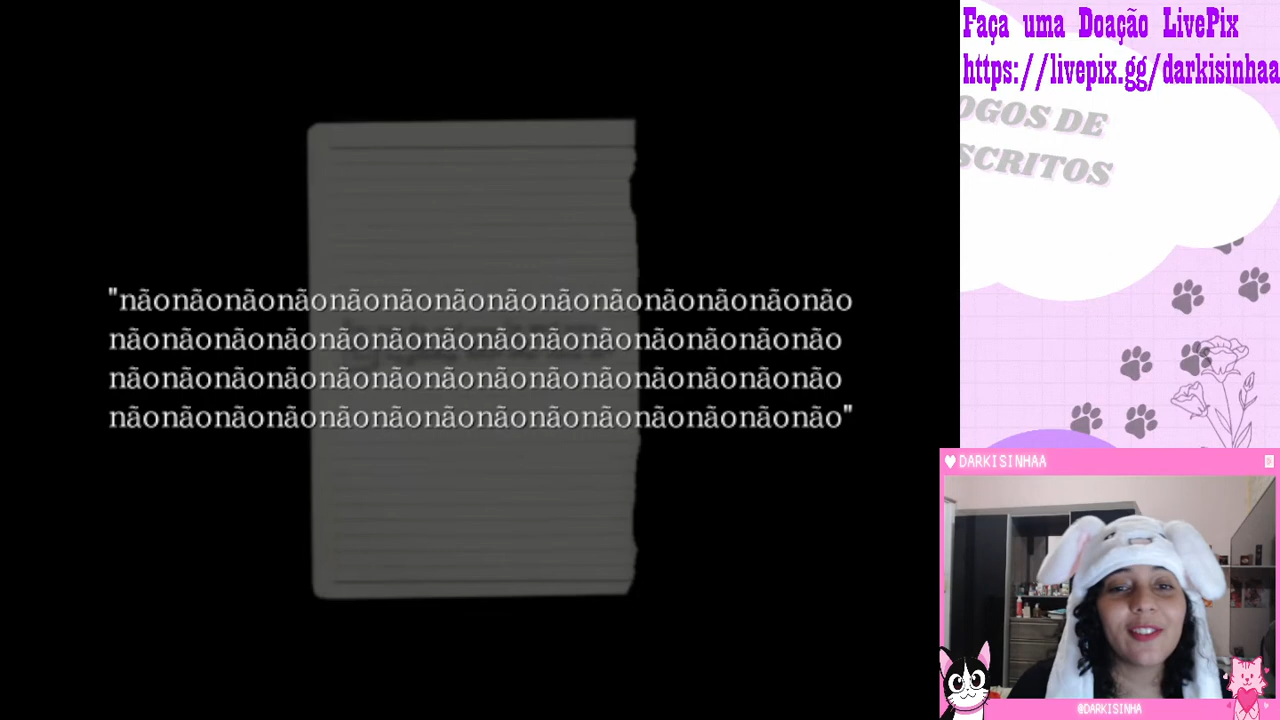 "nãonãonãonãonãonãonãonãonãonãonãonãonãonão
nãonãonãonãonãonãonãonãonãonãonãonãonãonão
nãonãonãonãonãonãonãonãonãonãonãonãonãonão
nãonãonãonãonãonãonãonãonãonãonãonãonãonão"
Faça uma Doação LivePix
https://livepix.gg/darkisinhaa
OGOS DE
SCRITOS
DARKISINHAA
@DARKISINHA